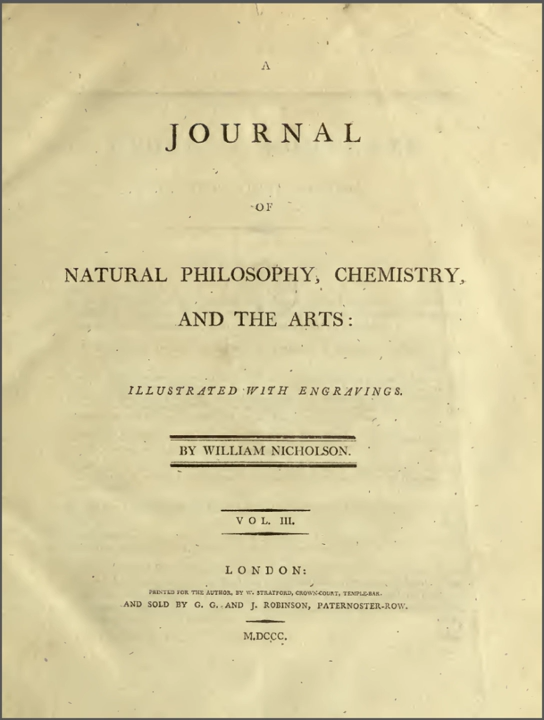 A
JOURNAL
OF
NATURAL PHILOSOPHY, CHEMISTRY,
AND THE ARTS:
ILLUSTRATED WITH ENGRAVINGS.
BY WILLIAM NICHOLSON.
VOL. III.
LONDON:
PRINTED FOR THE AUTHOR, BY W. STRATFORD, CROWN-COURT, TEMPLE-BAR.
AND SOLD BY G. G. AND J. ROBINSON, PATERNOSTER-ROW.
M.DCCC.